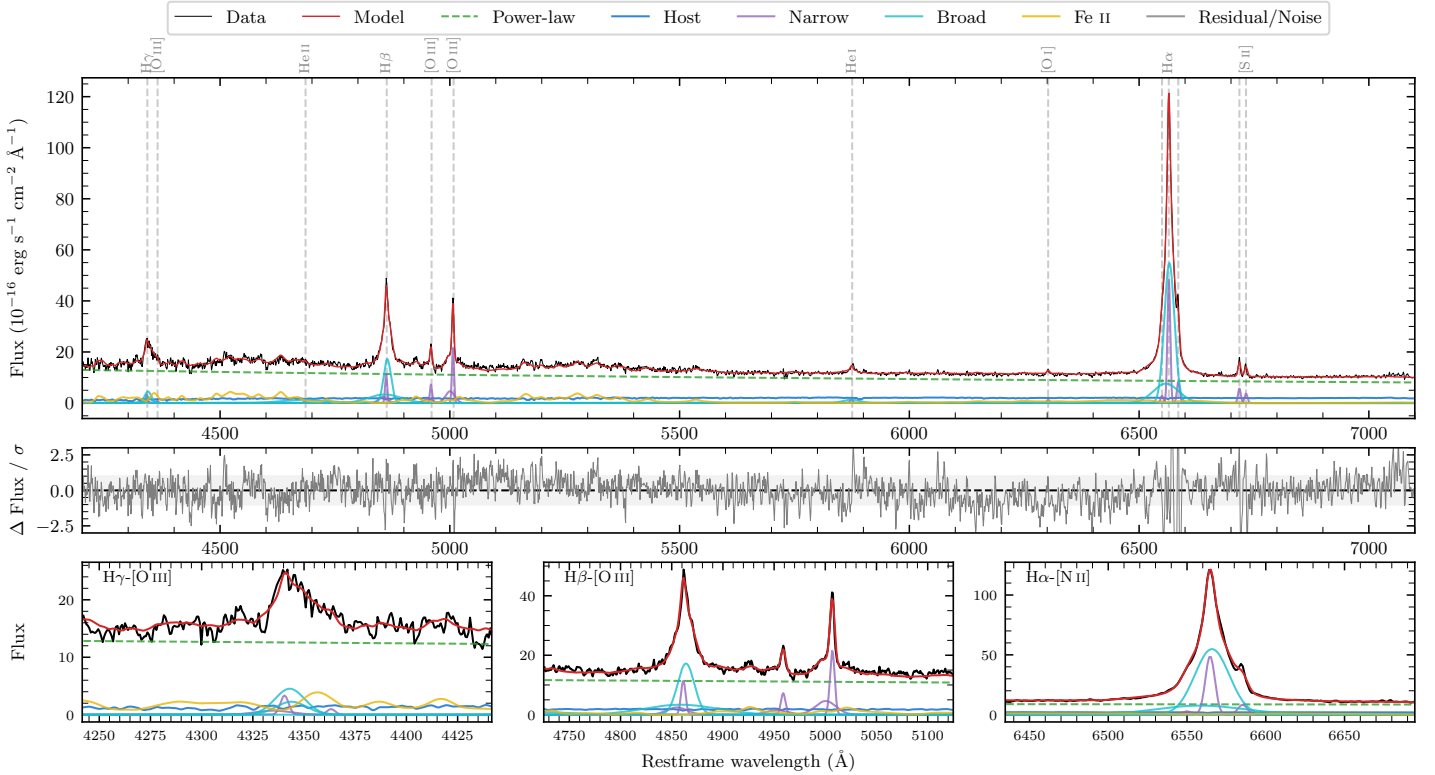 Data Model Power-law Host Narrow Broad Fe II Residual/Noise
Hγ [O III] He II Hβ [O III] [O III] He I [O I] Hα [S II]
Flux (10⁻¹⁶ erg s⁻¹ cm⁻² Å⁻¹)
120
100
80
60
40
20
0
4500 5000 5500 6000 6500 7000
Δ Flux / σ
2.5
0.0
−2.5
4500 5000 5500 6000 6500 7000
Flux
Hγ-[O III]
20
10
0
4250 4275 4300 4325 4350 4375 4400 4425
Hβ-[O III]
40
20
0
4750 4800 4850 4900 4950 5000 5050 5100
Hα-[N II]
100
50
0
6450 6500 6550 6600 6650
Restframe wavelength (Å)